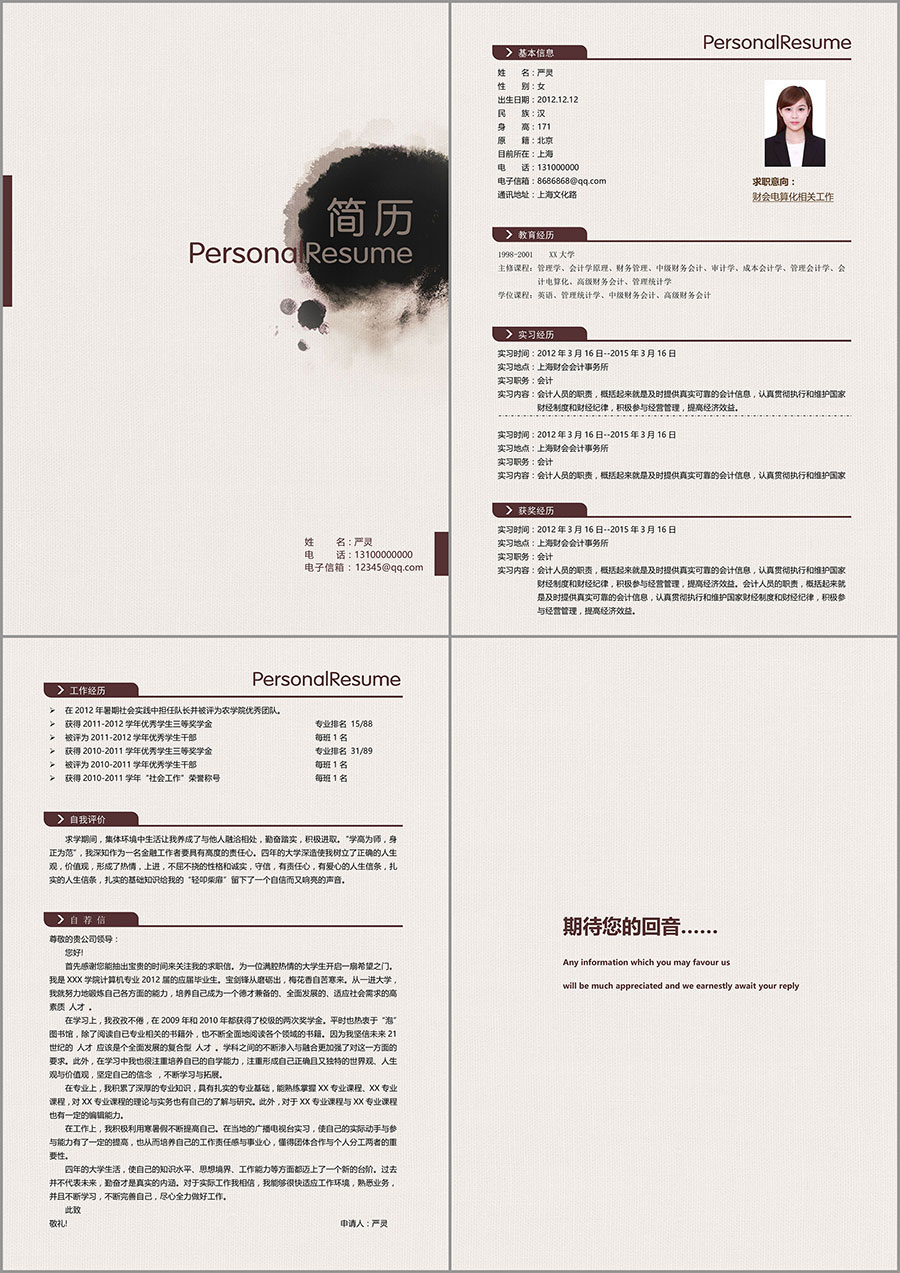 简历
PersonalResume
姓 名：严灵
电 话：13100000000
电子信箱：12345@qq.com
PersonalResume
基本信息
姓 名：严灵
性 别：女
出生日期：2012.12.12
民 族：汉
身 高：171
原 籍：北京
目前所在：上海
电 话：131000000
电子信箱：8686868@qq.com
通讯地址：上海文化路
求职意向：
财会电算化相关工作
教育经历
1998-2001 XX大学
主修课程：管理学、会计学原理、财务管理、中级财务会计、审计学、成本会计学、管理会计学、会
计电算化、高级财务会计、管理统计学
学位课程：英语、管理统计学、中级财务会计、高级财务会计
实习经历
实习时间：2012 年 3 月 16 日--2015 年 3 月 16 日
实习地点：上海财会会计事务所
实习职务：会计
实习内容：会计人员的职责，概括起来就是及时提供真实可靠的会计信息，认真贯彻执行和维护国家
财经制度和财经纪律，积极参与经营管理，提高经济效益。
实习时间：2012 年 3 月 16 日--2015 年 3 月 16 日
实习地点：上海财会会计事务所
实习职务：会计
实习内容：会计人员的职责，概括起来就是及时提供真实可靠的会计信息，认真贯彻执行和维护国家
获奖经历
实习时间：2012 年 3 月 16 日--2015 年 3 月 16 日
实习地点：上海财会会计事务所
实习职务：会计
实习内容：会计人员的职责，概括起来就是及时提供真实可靠的会计信息，认真贯彻执行和维护国家
财经制度和财经纪律，积极参与经营管理，提高经济效益。会计人员的职责，概括起来就
是及时提供真实可靠的会计信息，认真贯彻执行和维护国家财经制度和财经纪律，积极参
与经营管理，提高经济效益。
PersonalResume
工作经历
在 2012 年暑期社会实践中担任队长并被评为农学院优秀团队。
获得 2011-2012 学年优秀学生三等奖学金 专业排名 15/88
被评为 2011-2012 学年优秀学生干部 每班 1 名
获得 2010-2011 学年优秀学生三等奖学金 专业排名 31/89
被评为 2010-2011 学年优秀学生干部 每班 1 名
获得 2010-2011 学年“社会工作”荣誉称号 每班 1 名
自我评价
求学期间，集体环境中生活让我养成了与他人融洽相处，勤奋踏实，积极进取。“学高为师，身
正为范”，我深知作为一名金融工作者要具有高度的责任心。四年的大学深造使我树立了正确的人生
观，价值观，形成了热情，上进，不屈不挠的性格和诚实，守信，有责任心，有爱心的人生信条，扎
实的人生信条，扎实的基础知识给我的“轻叩柴扉”留下了一个自信而又响亮的声音。
自 荐 信
尊敬的贵公司领导：
您好!
首先感谢您能抽出宝贵的时间来关注我的求职信。为一位满腔热情的大学生开启一扇希望之门。
我是 XXX 学院计算机专业 2012 届的应届毕业生。宝剑锋从磨砺出，梅花香自苦寒来。从一进大学，
我就努力地锻炼自己各方面的能力，培养自己成为一个德才兼备的、全面发展的、适应社会需求的高
素质 人才 。
在学习上，我孜孜不倦，在 2009 年和 2010 年都获得了校级的两次奖学金。平时也热衷于“泡”
图书馆，除了阅读自己专业相关的书籍外，也不断全面地阅读各个领域的书籍。因为我坚信未来 21
世纪的 人才 应该是个全面发展的复合型 人才 。学科之间的不断渗入与融合更加强了对这一方面的
要求。此外，在学习中我也很注重培养自已的自学能力，注重形成自己正确且又独特的世界观、人生
观与价值观，坚定自己的信念 ，不断学习与拓展。
在专业上，我积累了深厚的专业知识，具有扎实的专业基础，能熟练掌握 XX 专业课程、XX 专业
课程，对 XX 专业课程的理论与实务也有自己的了解与研究。此外，对于 XX 专业课程与 XX 专业课程
也有一定的编辑能力。
在工作上，我积极利用寒暑假不断提高自己。在当地的广播电视台实习，使自己的实际动手与参
与能力有了一定的提高，也从而培养自己的工作责任感与事业心，懂得团体合作与个人分工两者的重
要性。
四年的大学生活，使自己的知识水平、思想境界、工作能力等方面都迈上了一个新的台阶。过去
并不代表未来，勤奋才是真实的内涵。对于实际工作我相信，我能够很快适应工作环境，熟悉业务，
并且不断学习，不断完善自己，尽心全力做好工作。
此致
敬礼! 申请人：严灵
期待您的回音……
Any information which you may favour us
will be much appreciated and we earnestly await your reply